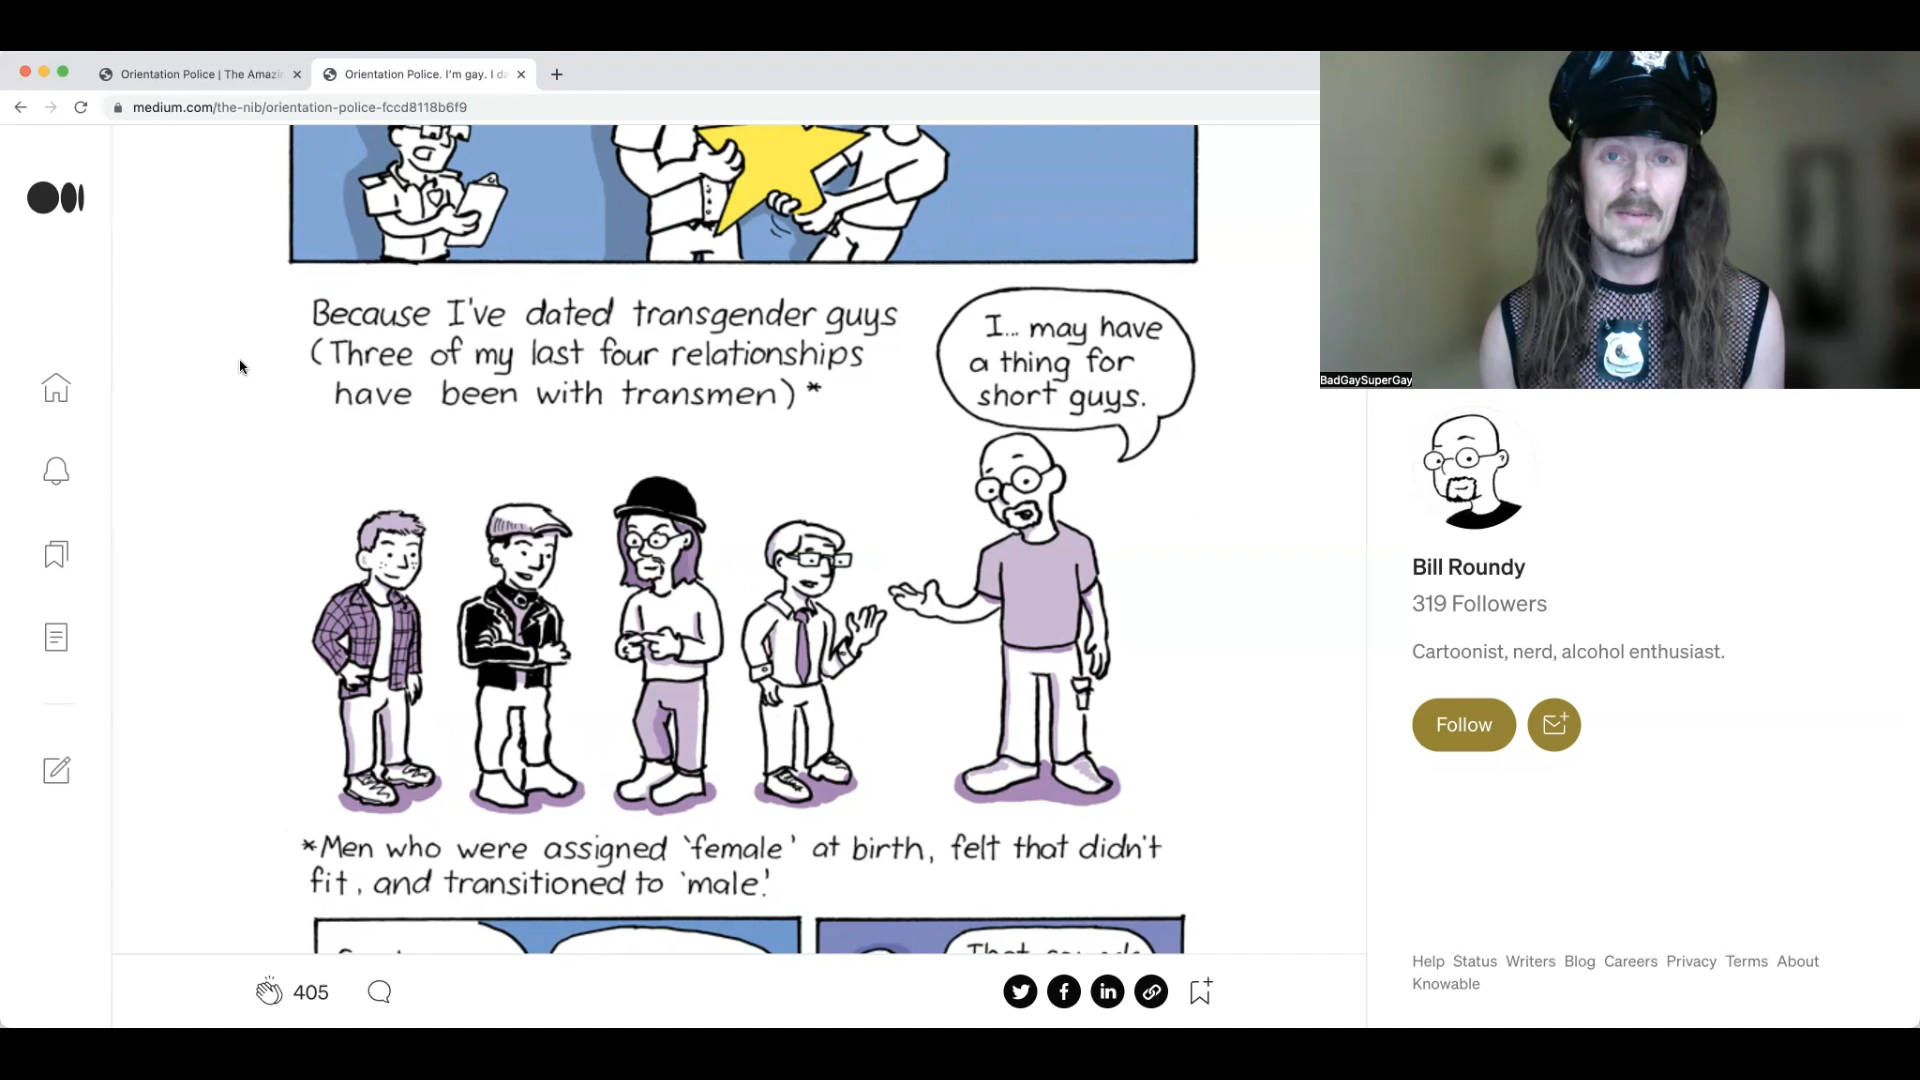 Orientation Police | The Amazi
Orientation Police. I'm gay. I da
medium.com/the-nib/orientation-police-fccd8118b6f9
BadGaySuperGay
Because I've dated transgender guys
(Three of my last four relationships
have been with transmen) *
I... may have
a thing for
short guys.
*Men who were assigned 'female' at birth, felt that didn't
fit, and transitioned to 'male.'
That sounds
405
Bill Roundy
319 Followers
Cartoonist, nerd, alcohol enthusiast.
Follow
Help Status Writers Blog Careers Privacy Terms About
Knowable